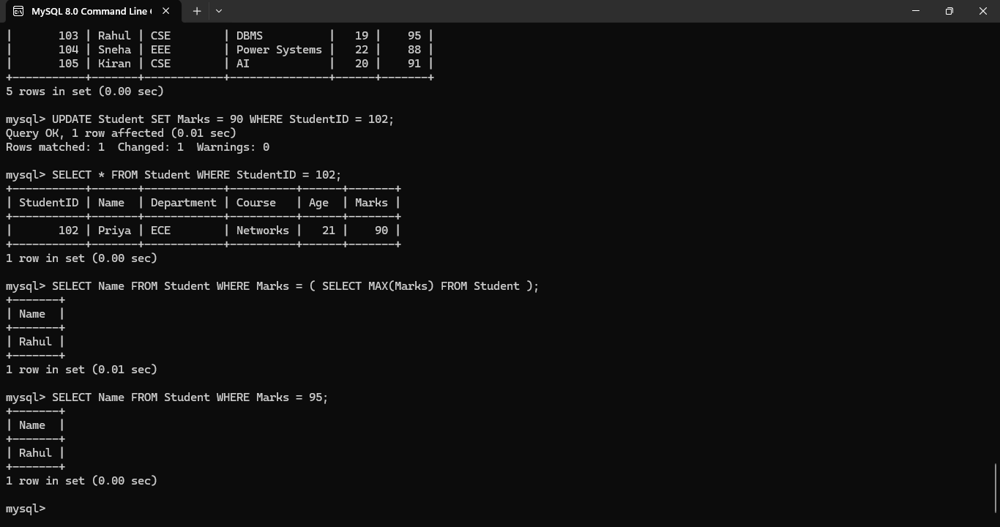 MySQL 8.0 Command Line
|       103 | Rahul | CSE        | DBMS          |   19 |    95 |
|       104 | Sneha | EEE        | Power Systems |   22 |    88 |
|       105 | Kiran | CSE        | AI            |   20 |    91 |
+-----------+-------+------------+---------------+------+-------+
5 rows in set (0.00 sec)

mysql> UPDATE Student SET Marks = 90 WHERE StudentID = 102;
Query OK, 1 row affected (0.01 sec)
Rows matched: 1  Changed: 1  Warnings: 0

mysql> SELECT * FROM Student WHERE StudentID = 102;
+-----------+-------+------------+----------+------+-------+
| StudentID | Name  | Department | Course   | Age  | Marks |
+-----------+-------+------------+----------+------+-------+
|       102 | Priya | ECE        | Networks |   21 |    90 |
+-----------+-------+------------+----------+------+-------+
1 row in set (0.00 sec)

mysql> SELECT Name FROM Student WHERE Marks = ( SELECT MAX(Marks) FROM Student );
+-------+
| Name  |
+-------+
| Rahul |
+-------+
1 row in set (0.01 sec)

mysql> SELECT Name FROM Student WHERE Marks = 95;
+-------+
| Name  |
+-------+
| Rahul |
+-------+
1 row in set (0.00 sec)

mysql>